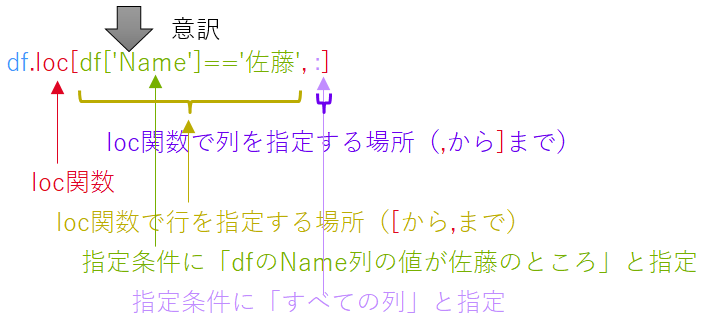 意訳
df.loc[df['Name']=='佐藤', :]
loc関数で列を指定する場所（,から]まで）
loc関数
loc関数で行を指定する場所（[から,まで）
指定条件に「dfのName列の値が佐藤のところ」と指定
指定条件に「すべての列」と指定